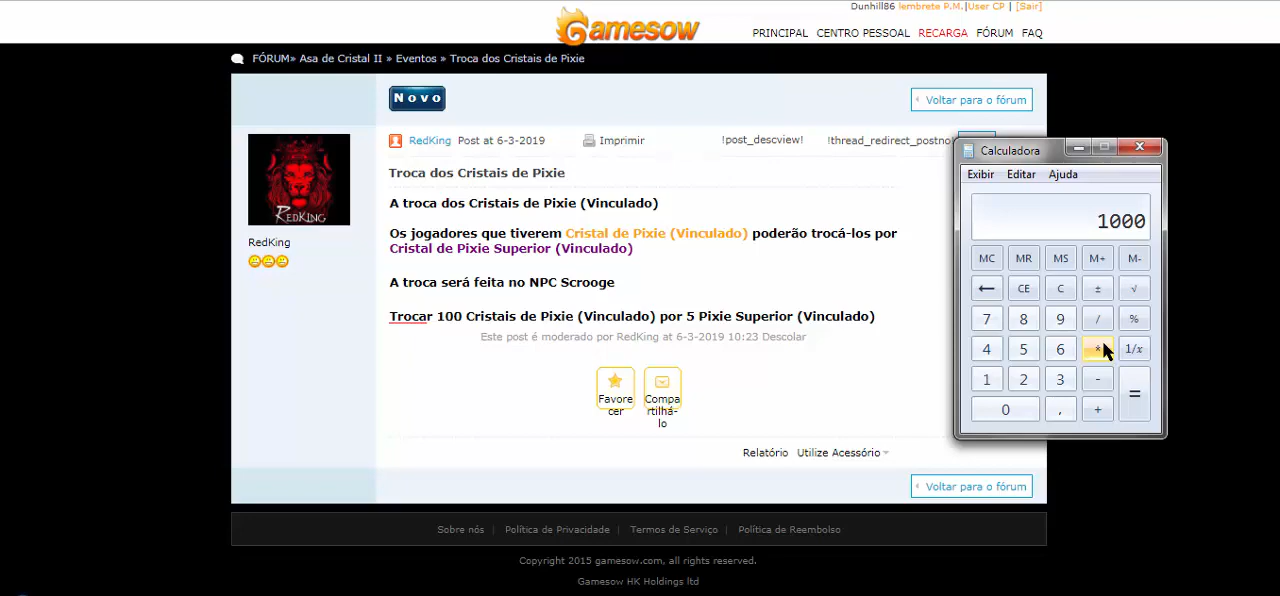 Dunhill86 lembrete P.M.|User CP | [Sair]
Gamesow
PRINCIPAL CENTRO PESSOAL RECARGA FÓRUM FAQ
FÓRUM» Asa de Cristal II » Eventos » Troca dos Cristais de Pixie
Novo
Voltar para o fórum
RedKing Post at 6-3-2019 Imprimir !post_descview! !thread_redirect_postno
REDKING
RedKing
Troca dos Cristais de Pixie
A troca dos Cristais de Pixie (Vinculado)
Os jogadores que tiverem Cristal de Pixie (Vinculado) poderão trocá-los por
Cristal de Pixie Superior (Vinculado)
A troca será feita no NPC Scrooge
Trocar 100 Cristais de Pixie (Vinculado) por 5 Pixie Superior (Vinculado)
Este post é moderado por RedKing at 6-3-2019 10:23 Descolar
Favore
cer
Compa
rtilhá-
lo
Relatório Utilize Acessório
Voltar para o fórum
Calculadora
Exibir Editar Ajuda
1000
MC MR MS M+ M-
← CE C ± √
7 8 9 / %
4 5 6 * 1/x
1 2 3 - =
0 , +
Sobre nós | Política de Privacidade | Termos de Serviço | Política de Reembolso
Copyright 2015 gamesow.com, all rights reserved.
Gamesow HK Holdings ltd